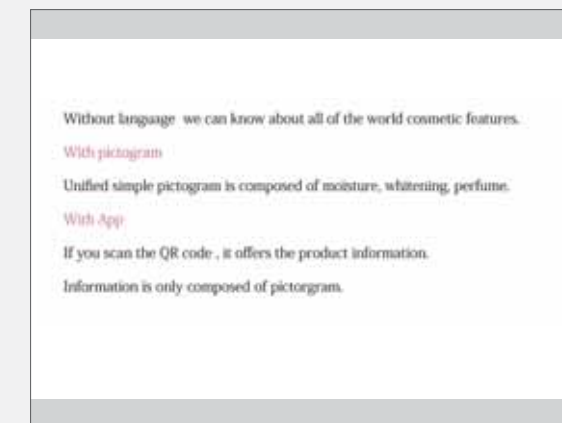 Without language we can know about all of the world cosmetic features.
With pictogram
Unified simple pictogram is composed of moisture, whitening, perfume.
With App
If you scan the QR code , it offers the product information.
Information is only composed of pictorgram.